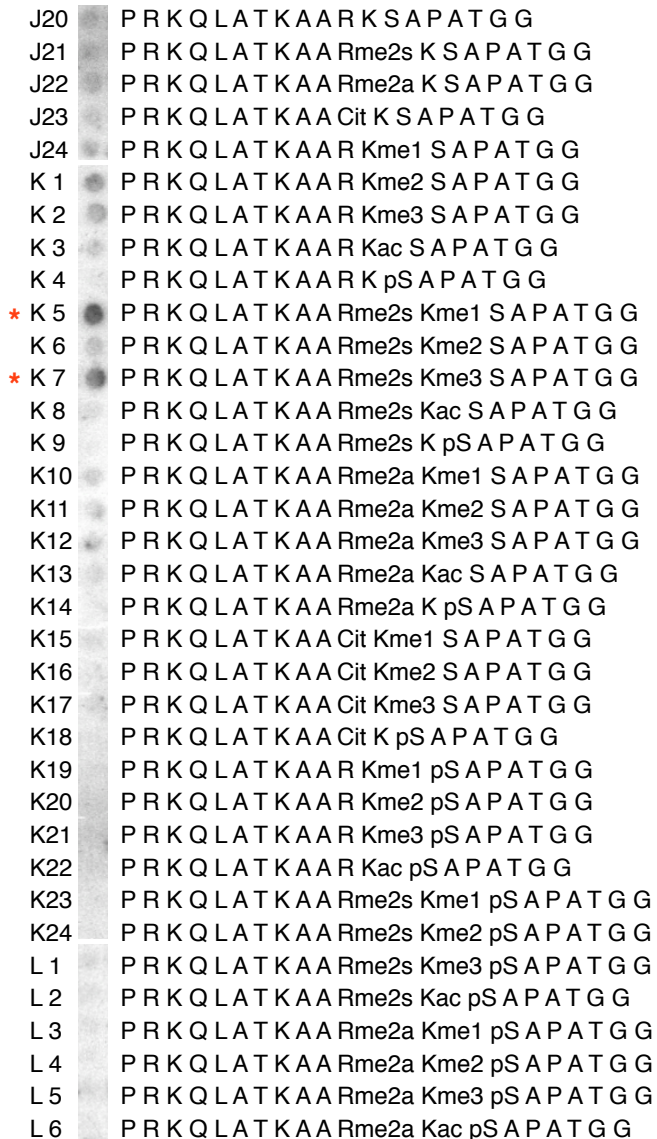 J20 P R K Q L A T K A A R K S A P A T G G
J21 P R K Q L A T K A A Rme2s K S A P A T G G
J22 P R K Q L A T K A A Rme2a K S A P A T G G
J23 P R K Q L A T K A A Cit K S A P A T G G
J24 P R K Q L A T K A A R Kme1 S A P A T G G
K 1 P R K Q L A T K A A R Kme2 S A P A T G G
K 2 P R K Q L A T K A A R Kme3 S A P A T G G
K 3 P R K Q L A T K A A R Kac S A P A T G G
K 4 P R K Q L A T K A A R K pS A P A T G G
* K 5 P R K Q L A T K A A Rme2s Kme1 S A P A T G G
K 6 P R K Q L A T K A A Rme2s Kme2 S A P A T G G
* K 7 P R K Q L A T K A A Rme2s Kme3 S A P A T G G
K 8 P R K Q L A T K A A Rme2s Kac S A P A T G G
K 9 P R K Q L A T K A A Rme2s K pS A P A T G G
K10 P R K Q L A T K A A Rme2a Kme1 S A P A T G G
K11 P R K Q L A T K A A Rme2a Kme2 S A P A T G G
K12 P R K Q L A T K A A Rme2a Kme3 S A P A T G G
K13 P R K Q L A T K A A Rme2a Kac S A P A T G G
K14 P R K Q L A T K A A Rme2a K pS A P A T G G
K15 P R K Q L A T K A A Cit Kme1 S A P A T G G
K16 P R K Q L A T K A A Cit Kme2 S A P A T G G
K17 P R K Q L A T K A A Cit Kme3 S A P A T G G
K18 P R K Q L A T K A A Cit K pS A P A T G G
K19 P R K Q L A T K A A R Kme1 pS A P A T G G
K20 P R K Q L A T K A A R Kme2 pS A P A T G G
K21 P R K Q L A T K A A R Kme3 pS A P A T G G
K22 P R K Q L A T K A A R Kac pS A P A T G G
K23 P R K Q L A T K A A Rme2s Kme1 pS A P A T G G
K24 P R K Q L A T K A A Rme2s Kme2 pS A P A T G G
L 1 P R K Q L A T K A A Rme2s Kme3 pS A P A T G G
L 2 P R K Q L A T K A A Rme2s Kac pS A P A T G G
L 3 P R K Q L A T K A A Rme2a Kme1 pS A P A T G G
L 4 P R K Q L A T K A A Rme2a Kme2 pS A P A T G G
L 5 P R K Q L A T K A A Rme2a Kme3 pS A P A T G G
L 6 P R K Q L A T K A A Rme2a Kac pS A P A T G G